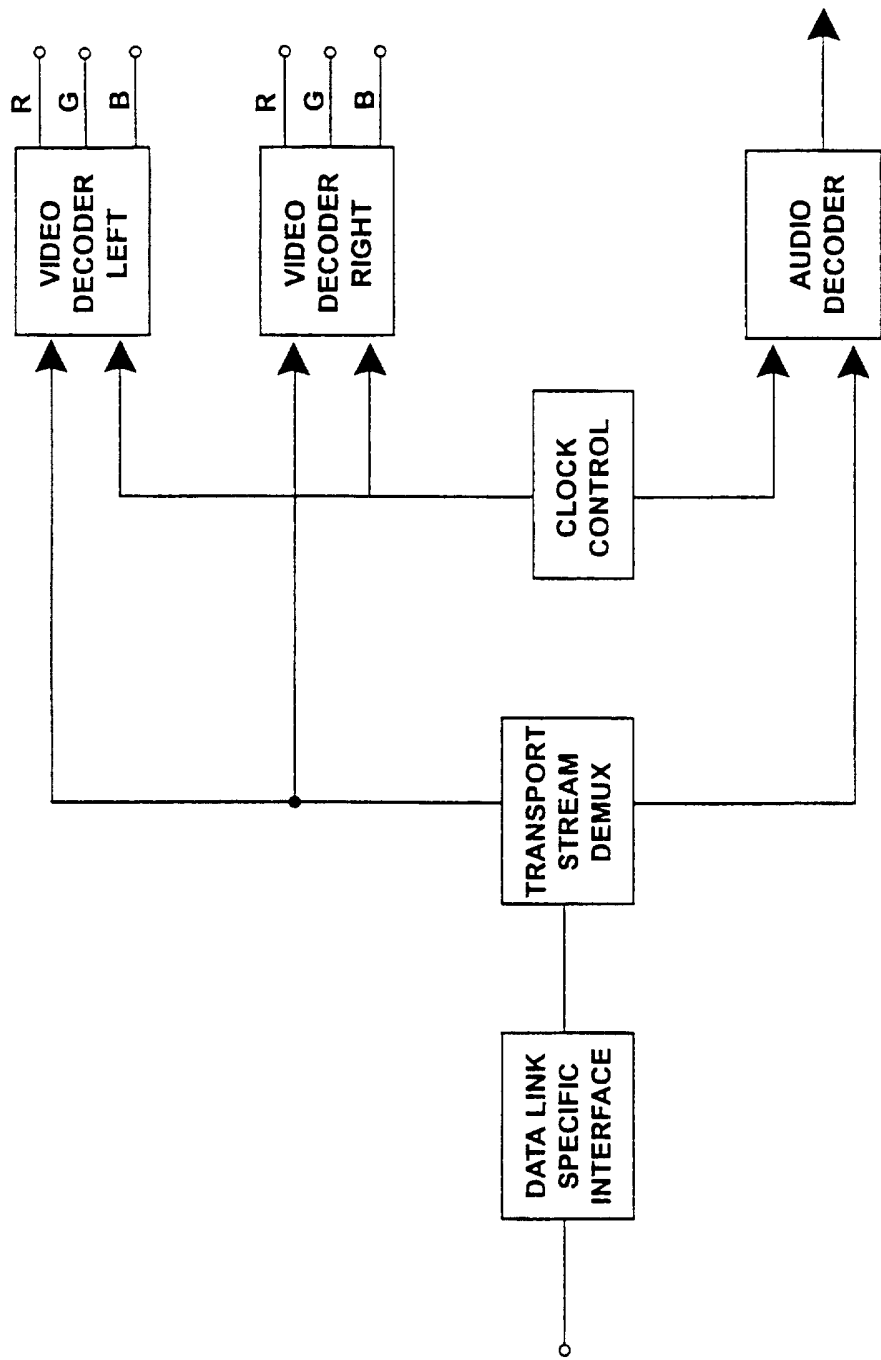 R
G
B
VIDEO
DECODER
LEFT
R
G
B
VIDEO
DECODER
RIGHT
CLOCK
CONTROL
AUDIO
DECODER
TRANSPORT
STREAM
DEMUX
DATA LINK
SPECIFIC
INTERFACE